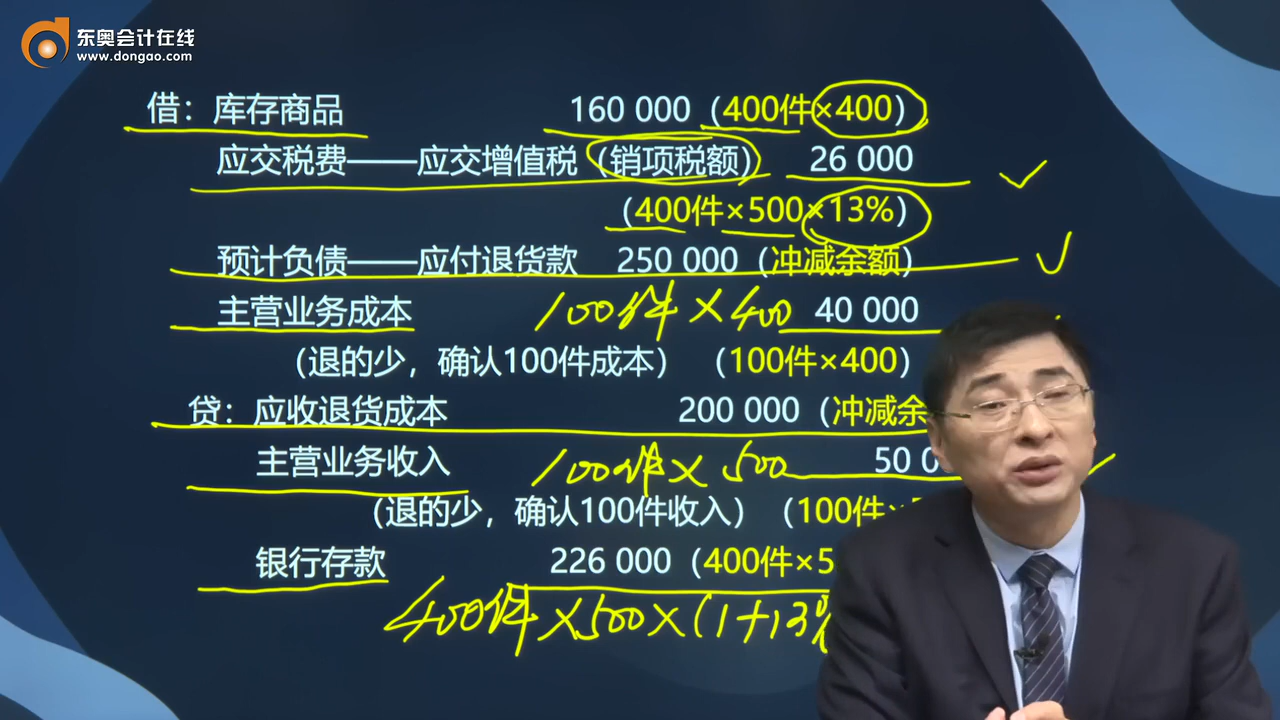 东奥会计在线
www.dongao.com
借：库存商品 160 000（400件×400）
应交税费——应交增值税（销项税额） 26 000
（400件×500×13%）
预计负债——应付退货款 250 000（冲减余额）
主营业务成本 100件×400 40 000
（退的少，确认100件成本）（100件×400）
贷：应收退货成本 200 000（冲减余
主营业务收入 100件×500 50 0
（退的少，确认100件收入）（100件×
银行存款 226 000（400件×5
400件×500×(1+13%